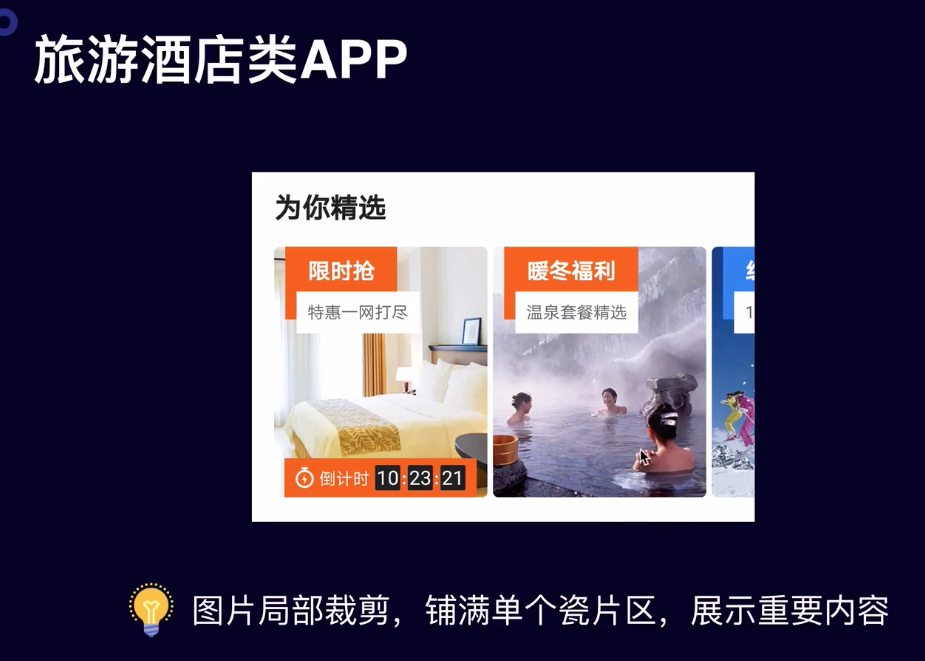 旅游酒店类APP
为你精选
限时抢
特惠一网打尽
暖冬福利
温泉套餐精选
1
倒计时 10:23:21
图片局部裁剪，铺满单个瓷片区，展示重要内容